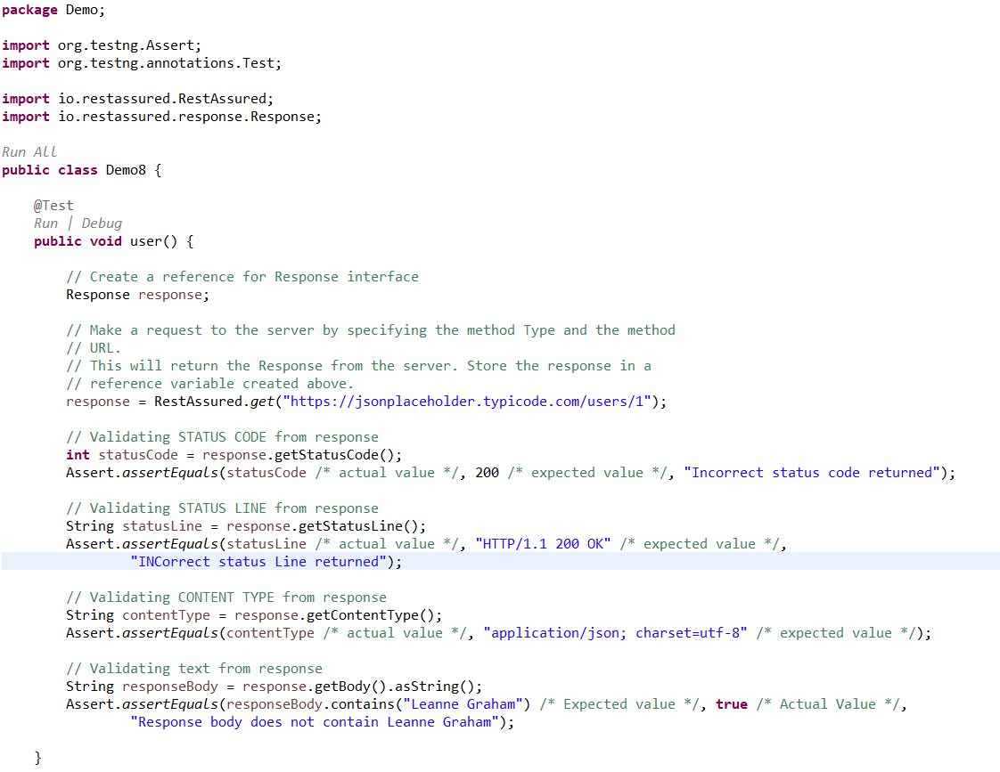 package Demo;
import org.testng.Assert;
import org.testng.annotations.Test;
import io.restassured.RestAssured;
import io.restassured.response.Response;
Run All
public class Demo8 {
@Test
Run | Debug
public void user() {
// Create a reference for Response interface
Response response;
// Make a request to the server by specifying the method Type and the method
// URL.
// This will return the Response from the server. Store the response in a
// reference variable created above.
response = RestAssured.get("https://jsonplaceholder.typicode.com/users/1");
// Validating STATUS CODE from response
int statusCode = response.getStatusCode();
Assert.assertEquals(statusCode /* actual value */, 200 /* expected value */, "Incorrect status code returned");
// Validating STATUS LINE from response
String statusLine = response.getStatusLine();
Assert.assertEquals(statusLine /* actual value */, "HTTP/1.1 200 OK" /* expected value */,
"INCorrect status Line returned");
// Validating CONTENT TYPE from response
String contentType = response.getContentType();
Assert.assertEquals(contentType /* actual value */, "application/json; charset=utf-8" /* expected value */);
// Validating text from response
String responseBody = response.getBody().asString();
Assert.assertEquals(responseBody.contains("Leanne Graham") /* Expected value */, true /* Actual Value */,
"Response body does not contain Leanne Graham");
}